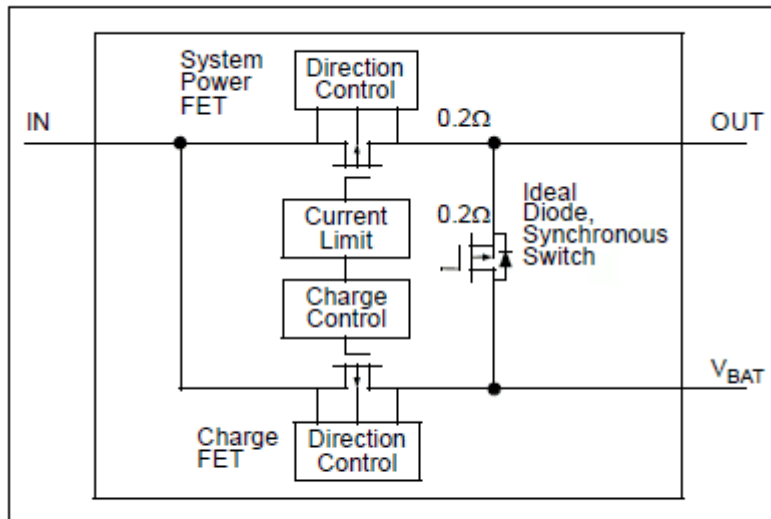 System
Power
FET
Direction
Control
IN
0.2Ω
OUT
Current
Limit
0.2Ω
Ideal
Diode,
Synchronous
Switch
Charge
Control
VBAT
Charge
FET
Direction
Control